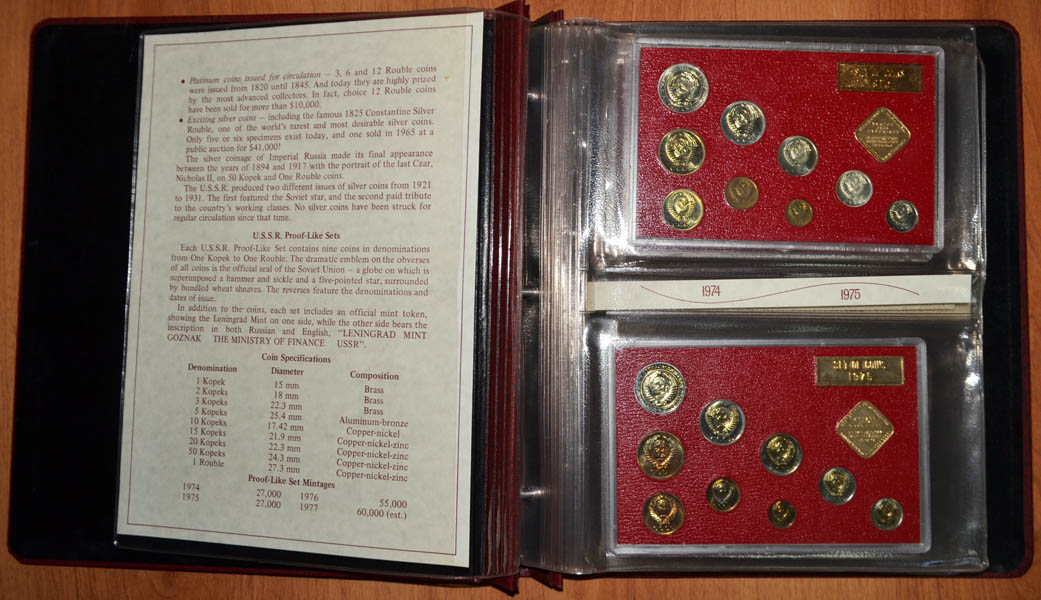 • Platinum coins issued for circulation – 3, 6 and 12 Rouble coins
were issued from 1820 until 1845. And today they are highly prized
by the most advanced collectors. In fact, choice 12 Rouble coins
have been sold for more than $10,000.
• Exciting silver coins – including the famous 1825 Constantine Silver
Rouble, one of the world's rarest and most desirable silver coins.
Only five or six specimens exist today, and one sold in 1965 at a
public auction for $41,000!
The silver coinage of Imperial Russia made its final appearance
between the years of 1894 and 1917 with the portrait of the last Czar,
Nicholas II, on 50 Kopek and One Rouble coins.
The U.S.S.R. produced two different issues of silver coins from 1921
to 1931. The first featured the Soviet star, and the second paid tribute
to the country's working classes. No silver coins have been struck for
regular circulation since that time.
U.S.S.R. Proof-Like Sets
Each U.S.S.R. Proof-Like Set contains nine coins in denominations
from One Kopek to One Rouble. The dramatic emblem on the obverses
of all coins is the official seal of the Soviet Union – a globe on which is
superimposed a hammer and sickle and a five-pointed star, surrounded
by bundled wheat sheaves. The reverses feature the denominations and
dates of issue.
In addition to the coins, each set includes an official mint token,
showing the Leningrad Mint on one side, while the other side bears the
inscription in both Russian and English, "LENINGRAD MINT
GOZNAK THE MINISTRY OF FINANCE USSR".
Coin Specifications
Denomination Diameter Composition
1 Kopek 15 mm Brass
2 Kopeks 18 mm Brass
3 Kopeks 22.3 mm Brass
5 Kopeks 25.4 mm Aluminum-bronze
10 Kopeks 17.42 mm Copper-nickel
15 Kopeks 21.9 mm Copper-nickel-zinc
20 Kopeks 22.3 mm Copper-nickel-zinc
50 Kopeks 24.3 mm Copper-nickel-zinc
1 Rouble 27.3 mm Copper-nickel-zinc
Proof-Like Set Mintages
1974 27,000 1976 55,000
1975 27,000 1977 60,000 (est.)
1974 1975
SET OF COINS
1975